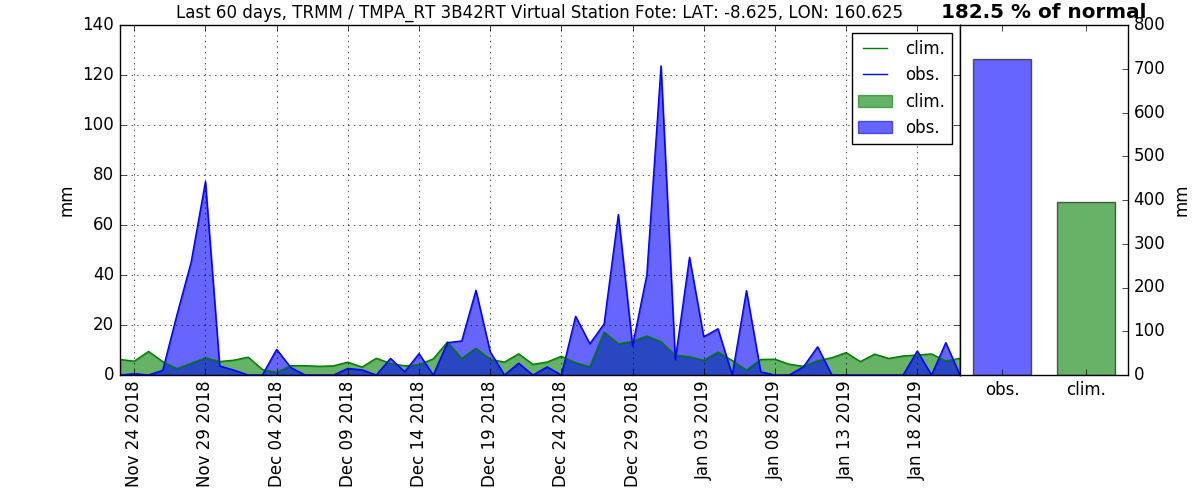 Last 60 days, TRMM / TMPA_RT 3B42RT Virtual Station Fote: LAT: -8.625, LON: 160.625
182.5 % of normal
140
120
100
80
60
40
20
0
mm
clim.
obs.
clim.
obs.
800
700
600
500
400
300
200
100
0
mm
obs.
clim.
Nov 24 2018
Nov 29 2018
Dec 04 2018
Dec 09 2018
Dec 14 2018
Dec 19 2018
Dec 24 2018
Dec 29 2018
Jan 03 2019
Jan 08 2019
Jan 13 2019
Jan 18 2019